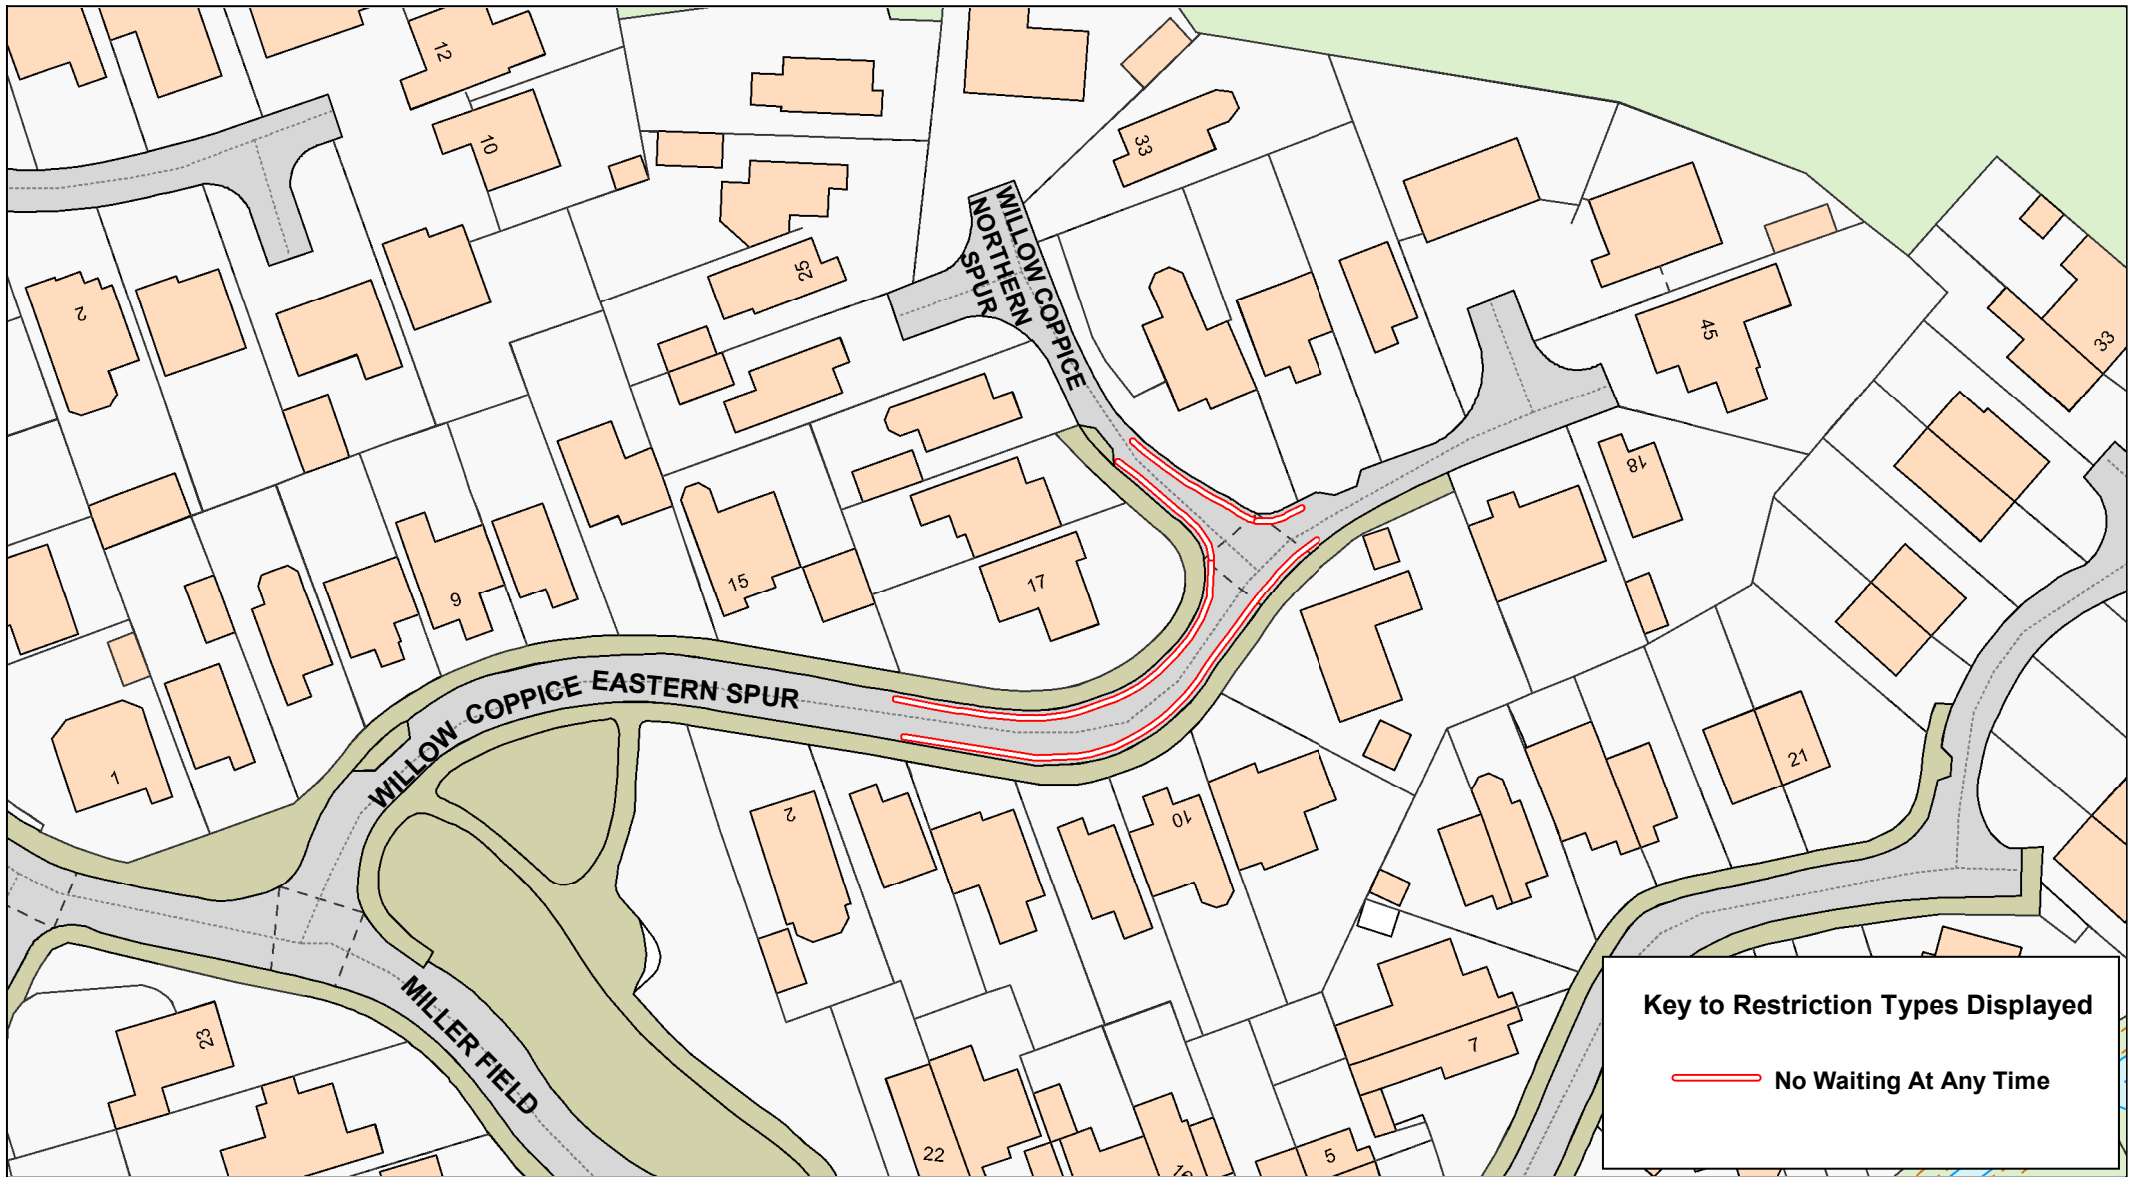 12
10
33
WILLOW COPPICE
NORTHERN
SPUR
25
2
45
33
18
15
17
9
WILLOW COPPICE EASTERN SPUR
1
2
10
21
MILLER FIELD
23
22
5
7
Key to Restriction Types Displayed
No Waiting At Any Time